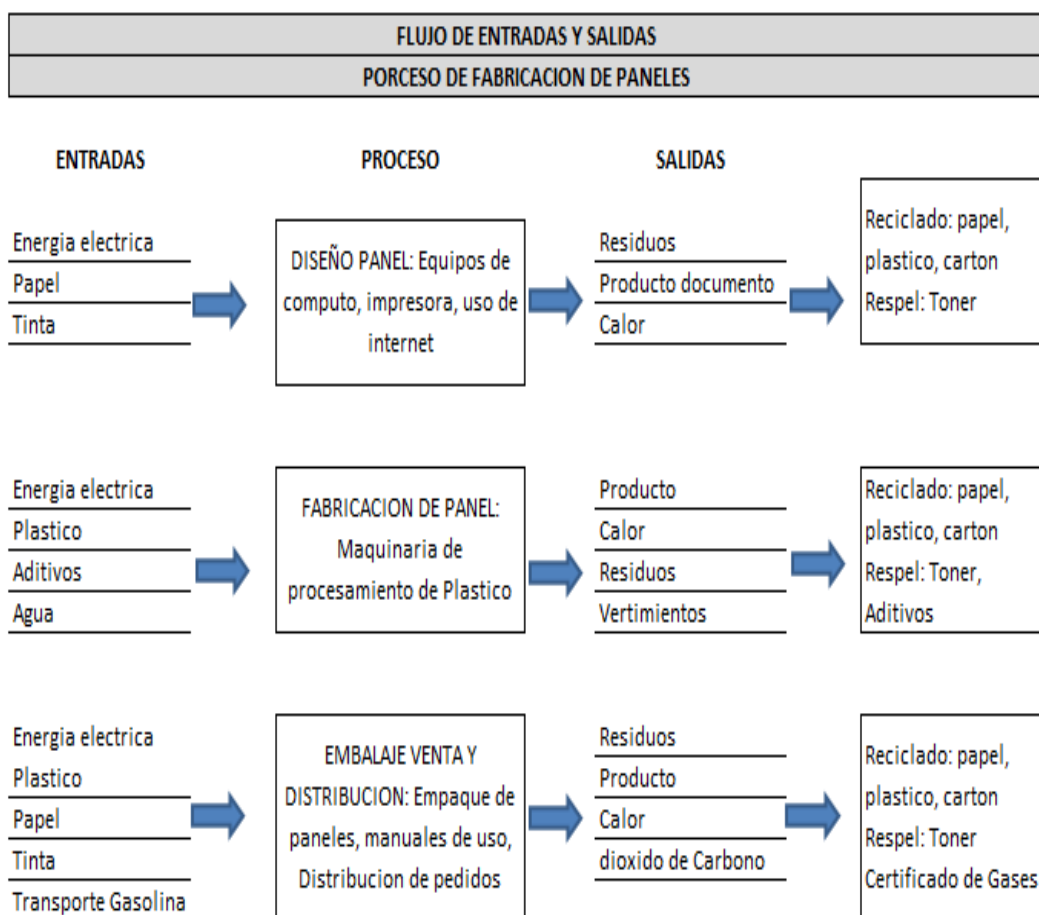 FLUJO DE ENTRADAS Y SALIDAS
PORCESO DE FABRICACION DE PANELES
ENTRADAS
PROCESO
SALIDAS
Energia electrica
Papel
Tinta
DISEÑO PANEL: Equipos de
computo, impresora, uso de
internet
Residuos
Producto documento
Calor
Reciclado: papel,
plastico, carton
Respel: Toner
Energia electrica
Plastico
Aditivos
Agua
FABRICACION DE PANEL:
Maquinaria de
procesamiento de Plastico
Producto
Calor
Residuos
Vertimientos
Reciclado: papel,
plastico, carton
Respel: Toner,
Aditivos
Energia electrica
Plastico
Papel
Tinta
Transporte Gasolina
EMBALAJE VENTA Y
DISTRIBUCION: Empaque de
paneles, manuales de uso,
Distribucion de pedidos
Residuos
Producto
Calor
dioxido de Carbono
Reciclado: papel,
plastico, carton
Respel: Toner
Certificado de Gases